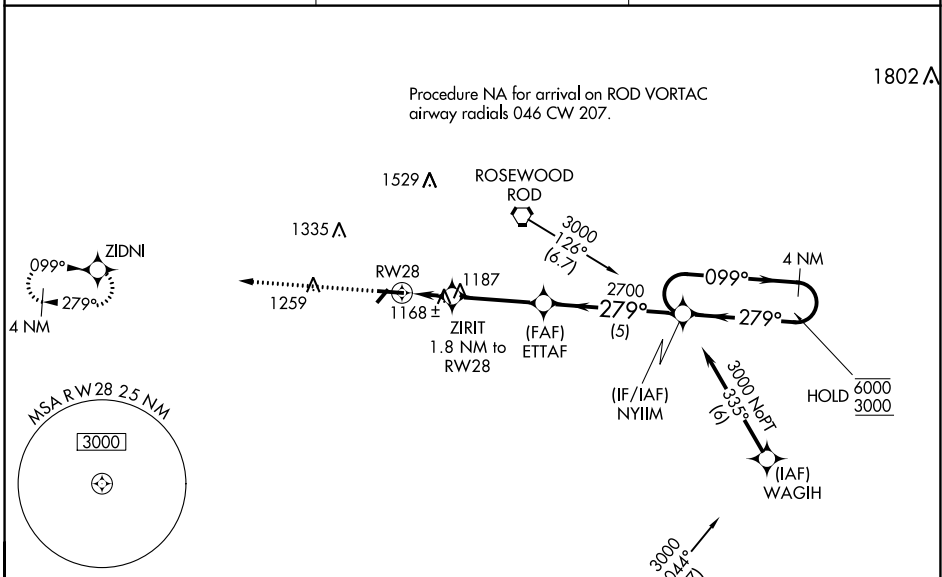 1802
Procedure NA for arrival on ROD VORTAC
airway radials 046 CW 207.
1529
ROSEWOOD
ROD
1335
3000
126°
(6.7)
ZIDNI
099°
279°
4 NM
1259
RW28
1168 ±
1187
ZIRIT
1.8 NM to
RW28
(FAF)
ETTAF
2700
279°
(5)
099°
4 NM
279°
(IF/IAF)
NYIIM
HOLD
6000
3000
3000 NoPT
335°
(6)
(IAF)
WAGIH
MSA RW28 25 NM
3000
3000
044°